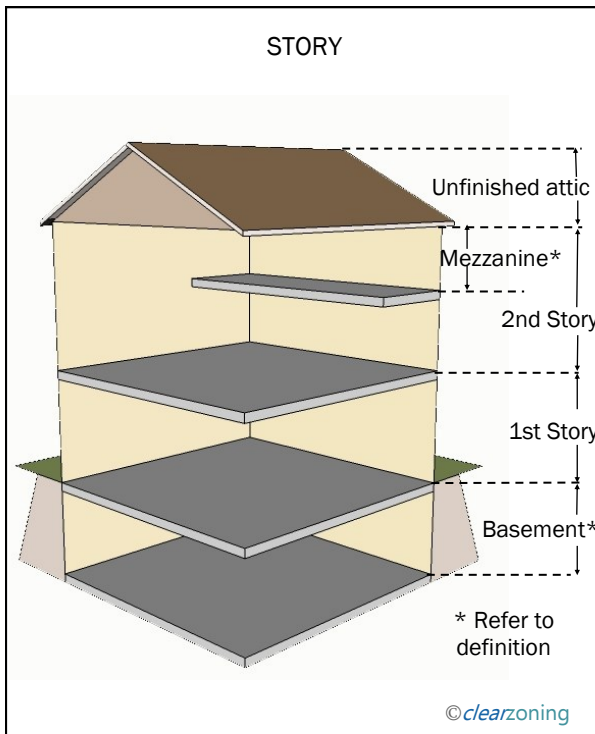 STORY
Unfinished attic
Mezzanine*
2nd Story
1st Story
Basement*
* Refer to
definition
©clearzoning